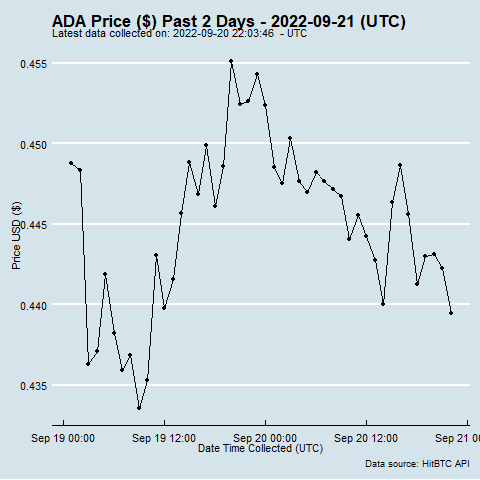 ADA Price ($) Past 2 Days - 2022-09-21 (UTC)
Latest data collected on: 2022-09-20 22:03:46 - UTC
0.455
0.450
0.445
0.440
0.435
Price USD ($)
Sep 19 00:00 Sep 19 12:00 Sep 20 00:00 Sep 20 12:00 Sep 21 0
Date Time Collected (UTC)
Data source: HitBTC API